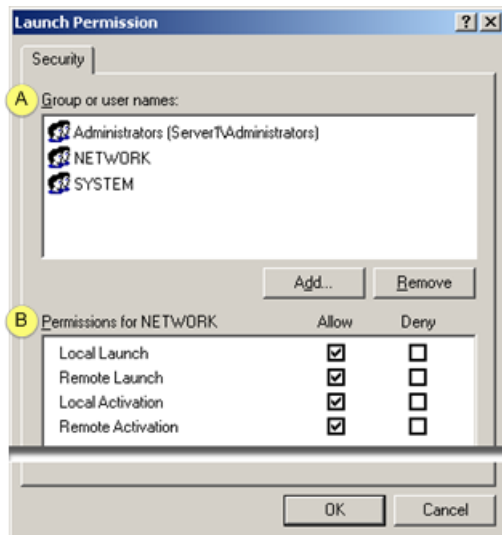 Launch Permission
Security
A
Group or user names:
Administrators (Server1\Administrators)
NETWORK
SYSTEM
Add...
Remove
B
Permissions for NETWORK Allow Deny
Local Launch
Remote Launch
Local Activation
Remote Activation
OK
Cancel